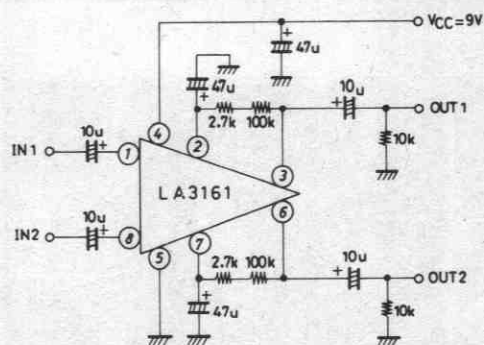 VCC=9V
47u
47u
10u
OUT1
2.7k 100k
10k
10u
IN1
1
4
2
3
LA3161
10u
IN2
8
5
7
6
2.7k 100k
10u
OUT2
47u
10k